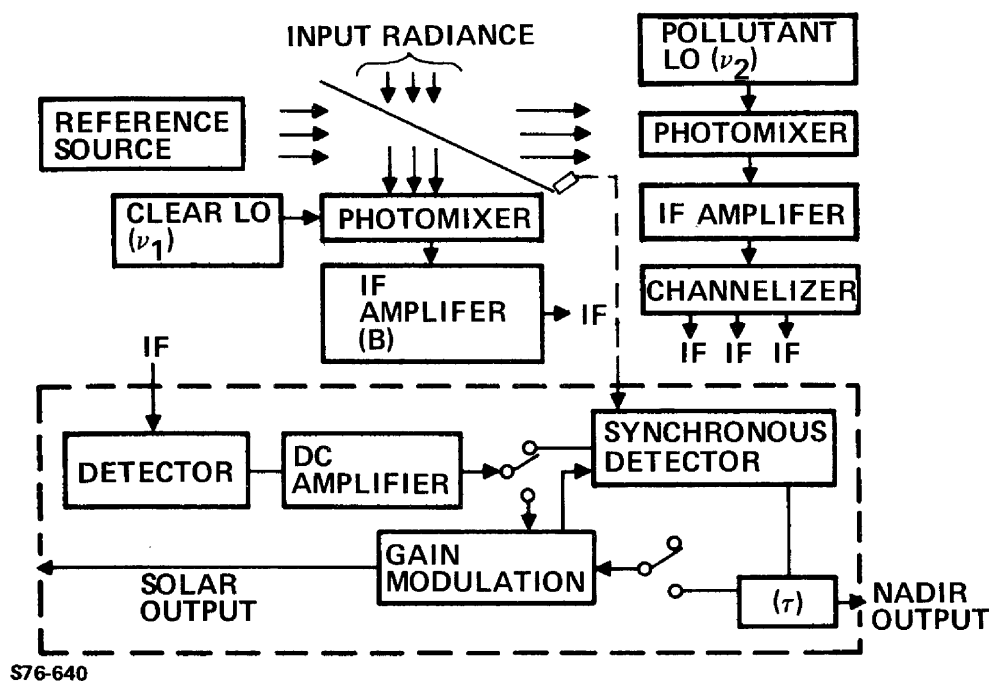 INPUT RADIANCE
POLLUTANT
LO (ν2)
REFERENCE
SOURCE
PHOTOMIXER
CLEAR LO
(ν1)
PHOTOMIXER
IF AMPLIFER
IF
AMPLIFER
(B)
IF
CHANNELIZER
IF IF IF
IF
DETECTOR
DC
AMPLIFIER
SYNCHRONOUS
DETECTOR
GAIN
MODULATION
SOLAR
OUTPUT
(τ)
NADIR
OUTPUT
S76-640